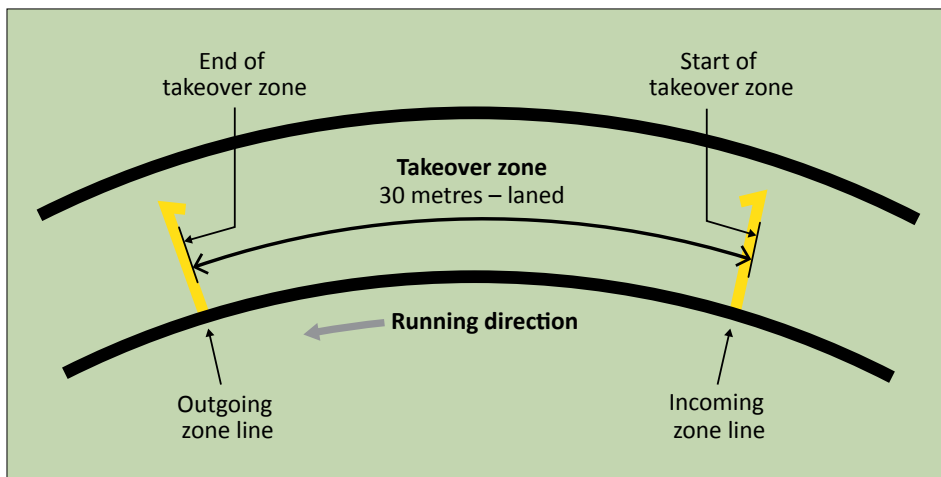 End of
takeover zone
Start of
takeover zone
Takeover zone
30 metres – laned
Running direction
Outgoing
zone line
Incoming
zone line